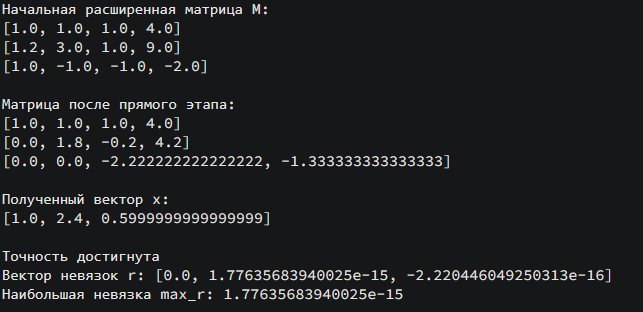 Начальная расширенная матрица M:
[1.0, 1.0, 1.0, 4.0]
[1.2, 3.0, 1.0, 9.0]
[1.0, -1.0, -1.0, -2.0]
Матрица после прямого этапа:
[1.0, 1.0, 1.0, 4.0]
[0.0, 1.8, -0.2, 4.2]
[0.0, 0.0, -2.222222222222222, -1.333333333333333]
Полученный вектор x:
[1.0, 2.4, 0.5999999999999999]
Точность достигнута
Вектор невязок r: [0.0, 1.77635683940025e-15, -2.220446049250313e-16]
Наибольшая невязка max_r: 1.77635683940025e-15